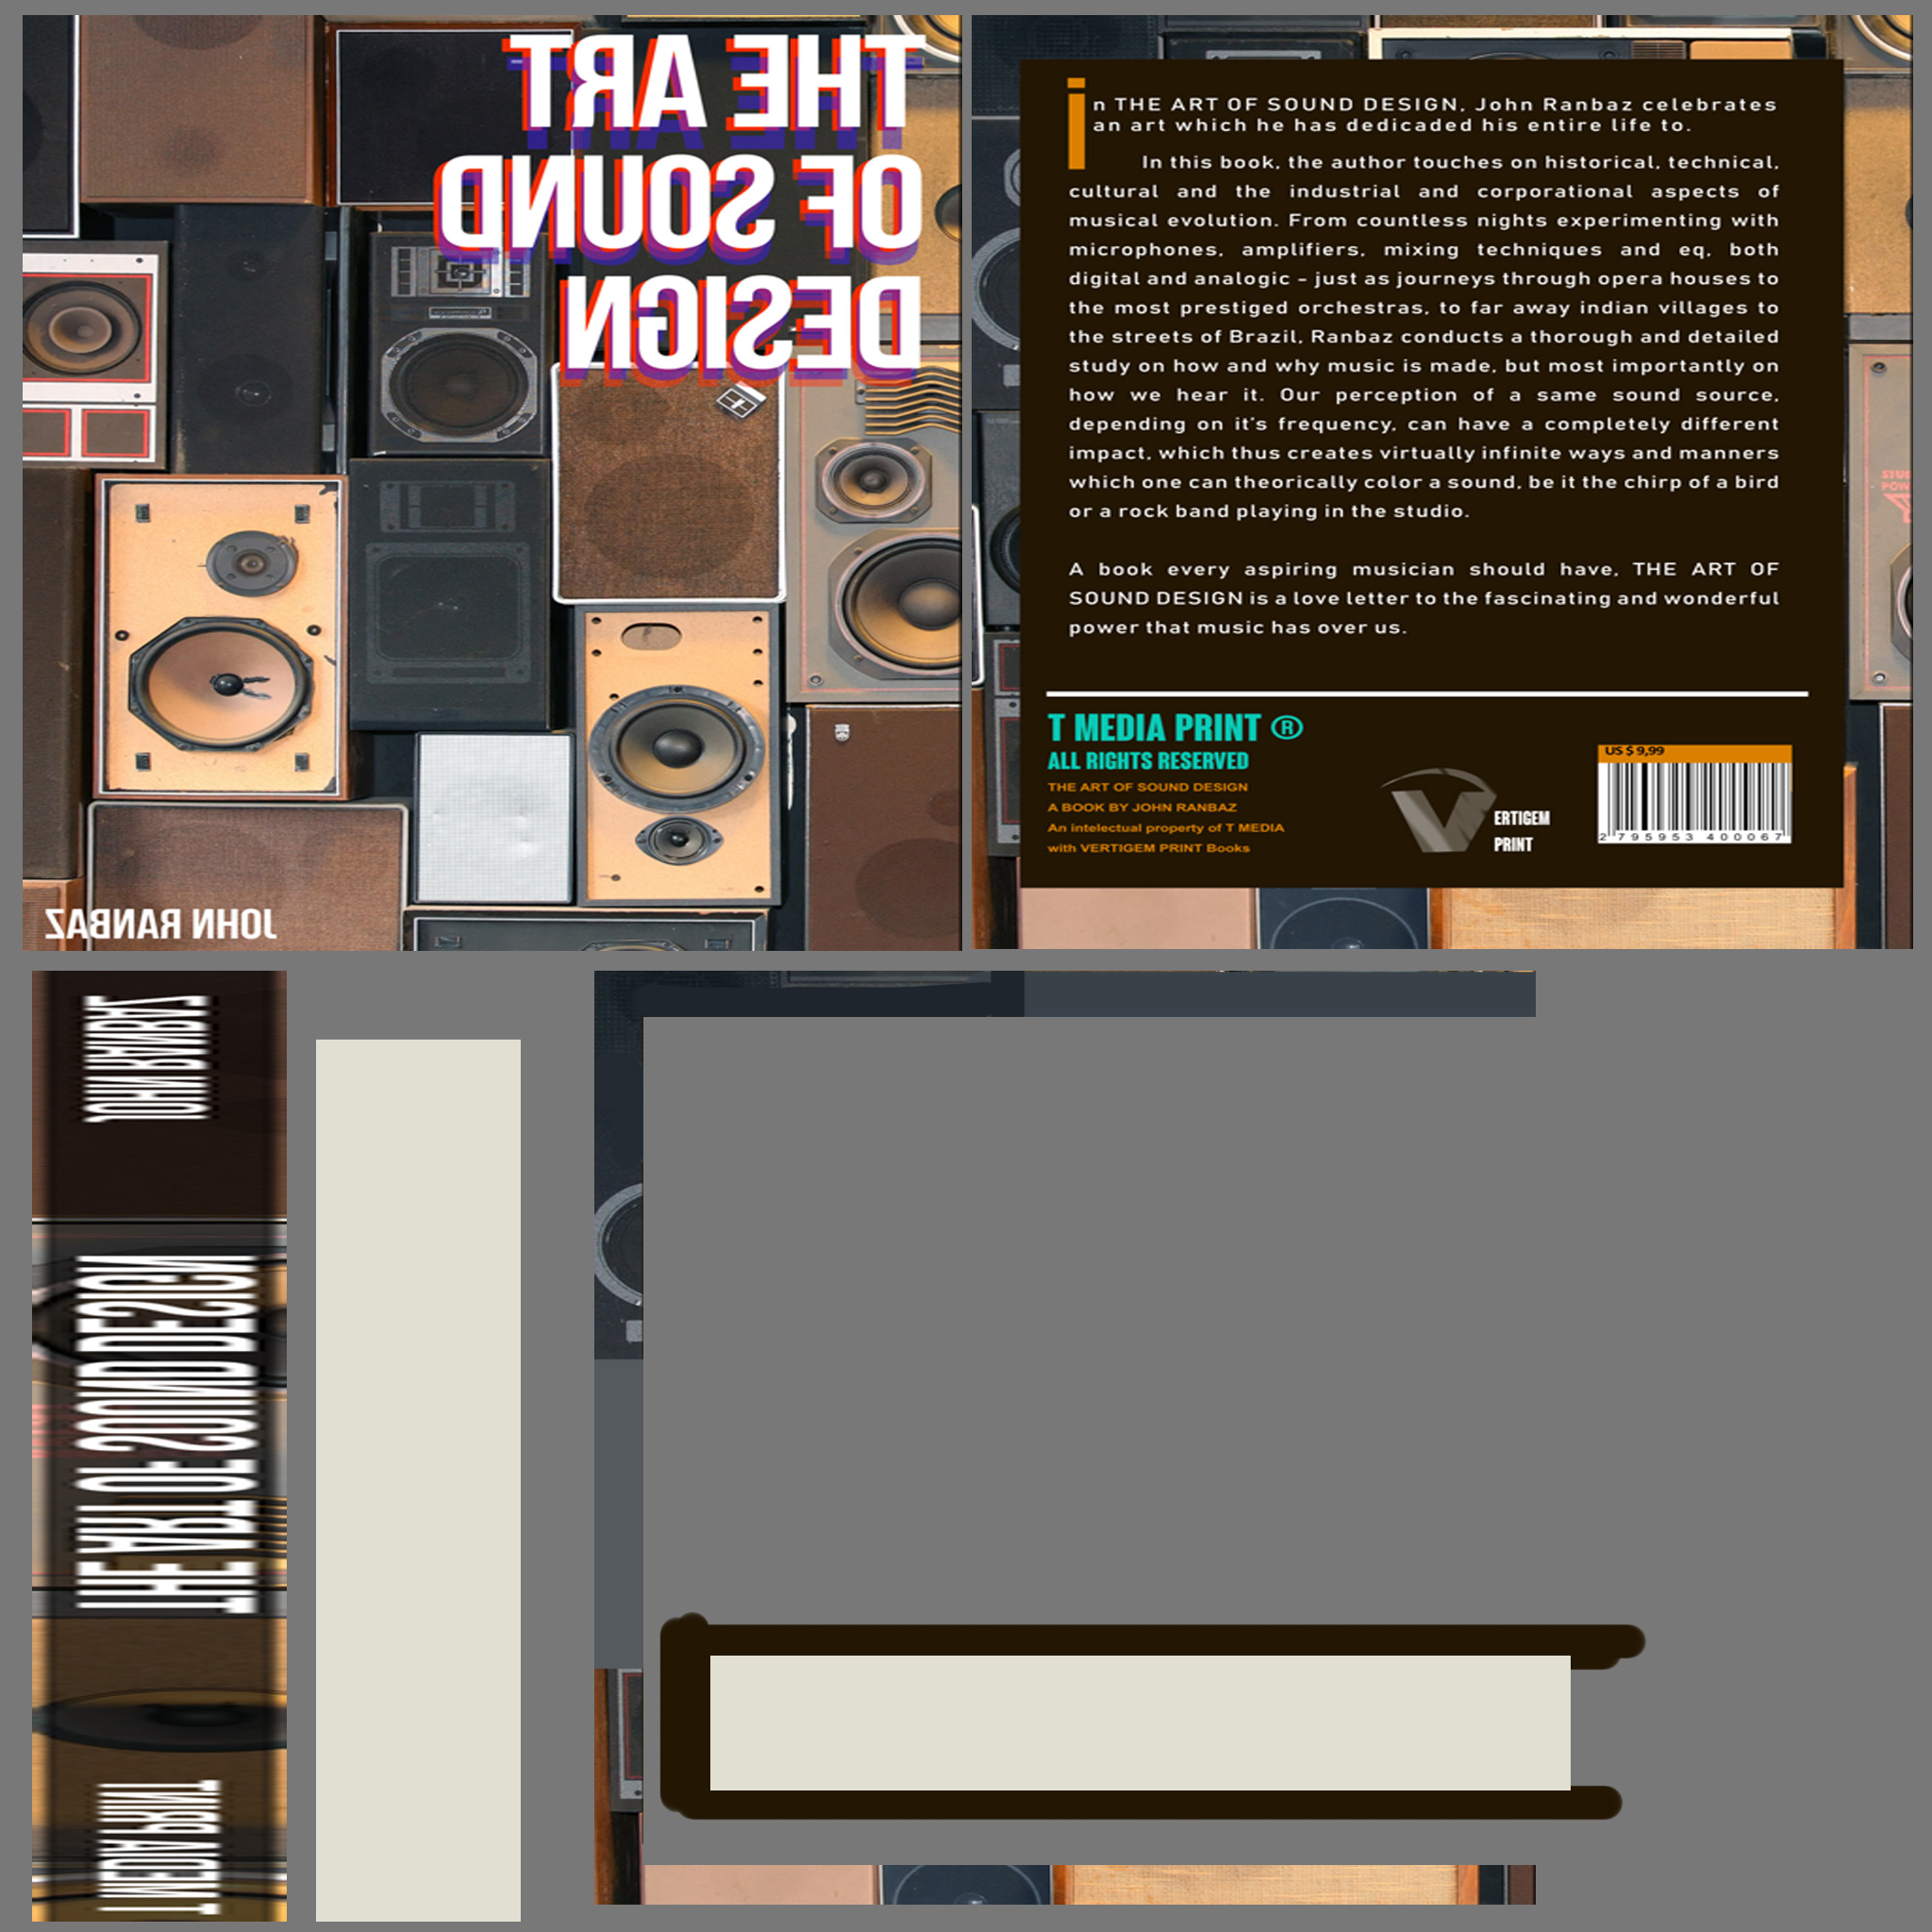 THE ART
OF SOUND
DESIGN
JOHN RANBAZ
in THE ART OF SOUND DESIGN, John Ranbaz celebrates
an art which he has dedicaded his entire life to.
In this book, the author touches on historical, technical,
cultural and the industrial and corporational aspects of
musical evolution. From countless nights experimenting with
microphones, amplifiers, mixing techniques and eq, both
digital and analogic - just as journeys through opera houses to
the most prestiged orchestras, to far away indian villages to
the streets of Brazil, Ranbaz conducts a thorough and detailed
study on how and why music is made, but most importantly on
how we hear it. Our perception of a same sound source,
depending on it's frequency, can have a completely different
impact, which thus creates virtually infinite ways and manners
which one can theorically color a sound, be it the chirp of a bird
or a rock band playing in the studio.
A book every aspiring musician should have, THE ART OF
SOUND DESIGN is a love letter to the fascinating and wonderful
power that music has over us.
T MEDIA PRINT ®
ALL RIGHTS RESERVED
THE ART OF SOUND DESIGN
A BOOK BY JOHN RANBAZ
An intelectual property of T MEDIA
with VERTIGEM PRINT Books
VERTIGEM
PRINT
US $ 9,99
2 795953 400067
JOHN RANBAZ
THE ART OF SOUND DESIGN
T MEDIA PRINT